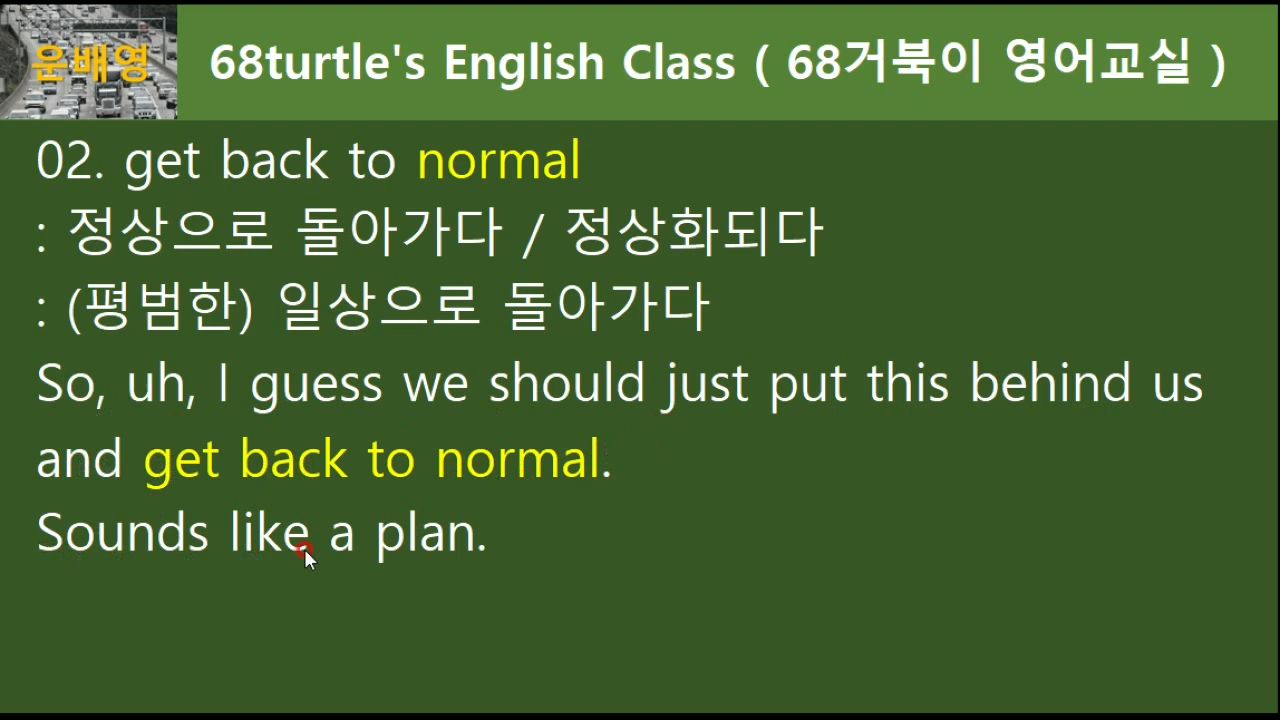 윤배영
68turtle's English Class ( 68거북이 영어교실 )
02. get back to normal
: 정상으로 돌아가다 / 정상화되다
: (평범한) 일상으로 돌아가다
So, uh, I guess we should just put this behind us
and get back to normal.
Sounds like a plan.